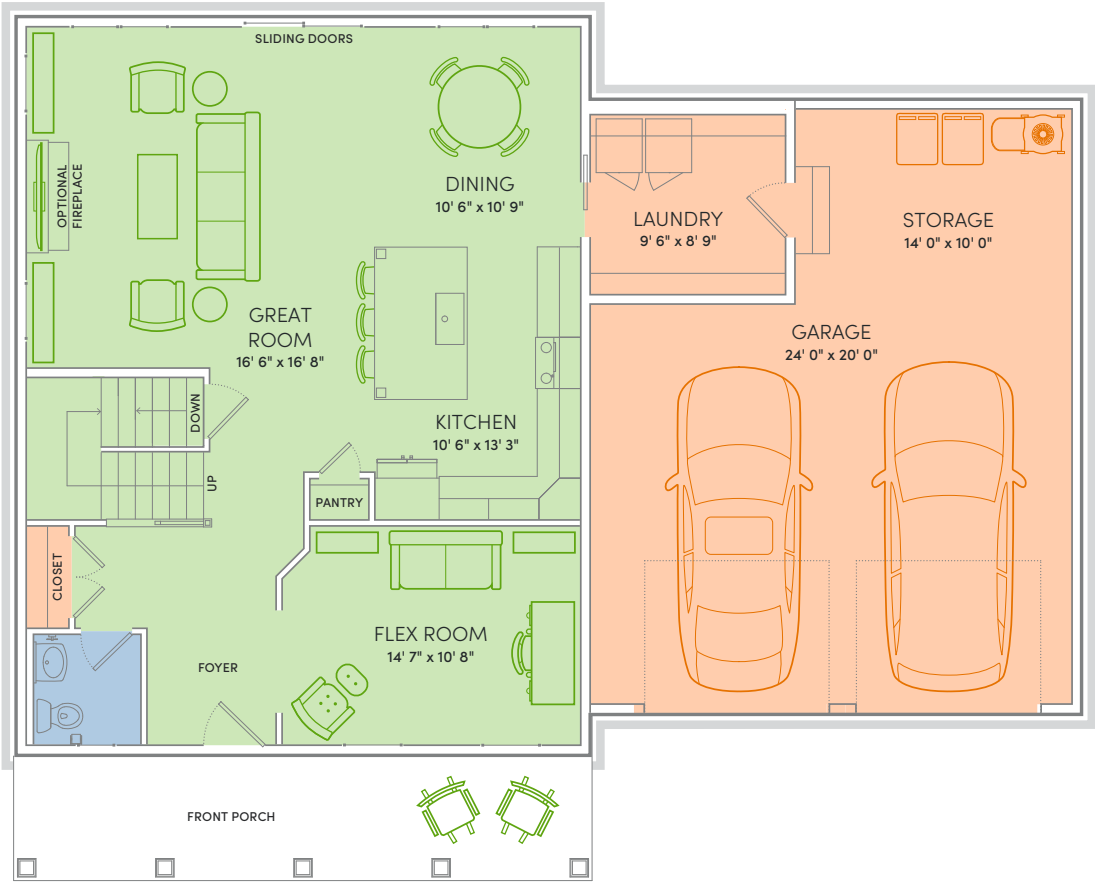 SLIDING DOORS
OPTIONAL
FIREPLACE
DINING
10' 6" x 10' 9"
LAUNDRY
9' 6" x 8' 9"
STORAGE
14' 0" x 10' 0"
GREAT
ROOM
16' 6" x 16' 8"
GARAGE
24' 0" x 20' 0"
DOWN
KITCHEN
10' 6" x 13' 3"
UP
PANTRY
CLOSET
FLEX ROOM
14' 7" x 10' 8"
FOYER
FRONT PORCH